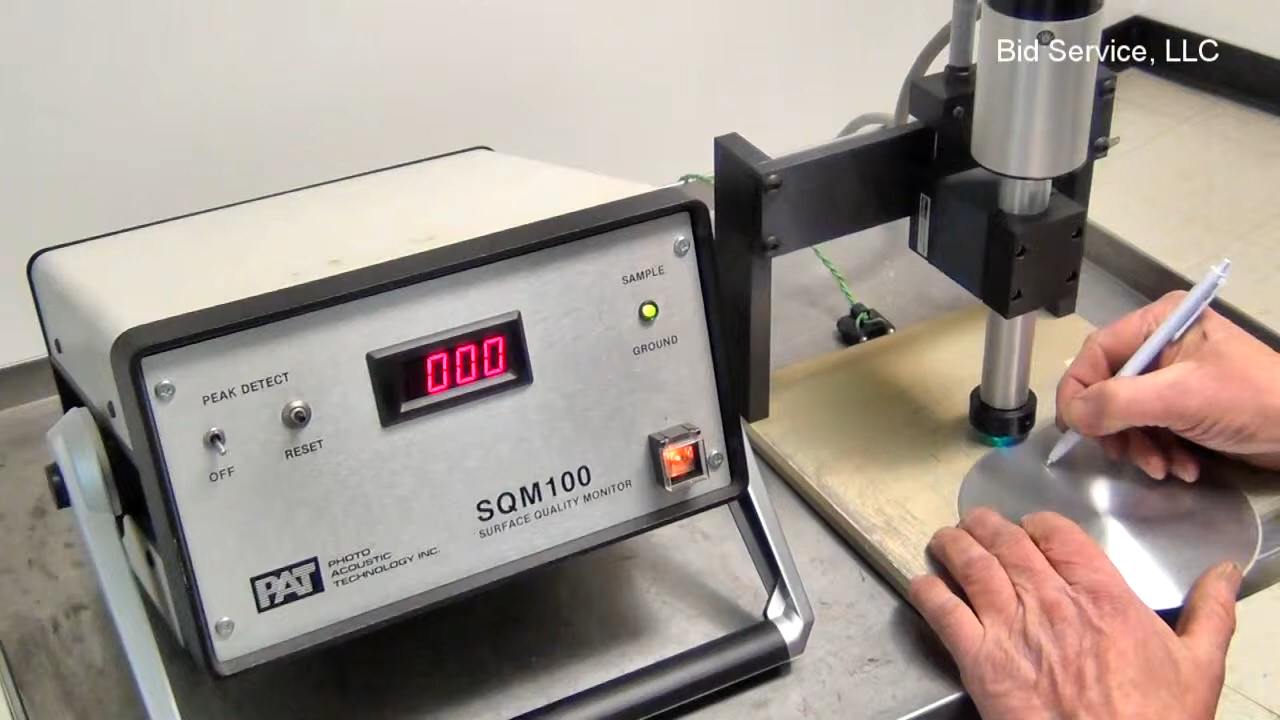 Bid Service, LLC
SAMPLE
GROUND
000
PEAK DETECT
OFF
RESET
SQM100
SURFACE QUALITY MONITOR
PAT
PHOTO
ACOUSTIC
TECHNOLOGY INC.